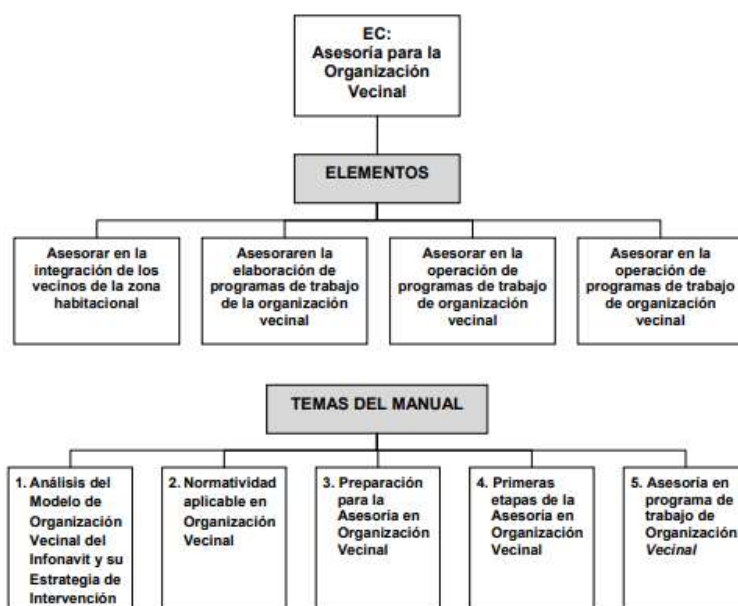 EC:
Asesoría para la
Organización
Vecinal
ELEMENTOS
Asesorar en la
integración de los
vecinos de la zona
habitacional
Asesoraren la
elaboración de
programas de trabajo
de la organización
vecinal
Asesorar en la
operación de
programas de trabajo
de organización
vecinal
Asesorar en la
operación de
programas de trabajo
de organización
vecinal
TEMAS DEL MANUAL
1. Análisis del
Modelo de
Organización
Vecinal del
Infonavit y su
Estrategia de
Intervención
2. Normatividad
aplicable en
Organización
Vecinal
3. Preparación
para la
Asesoría en
Organización
Vecinal
4. Primeras
etapas de la
Asesoría en
Organización
Vecinal
5. Asesoría en
programa de
trabajo de
Organización
Vecinal